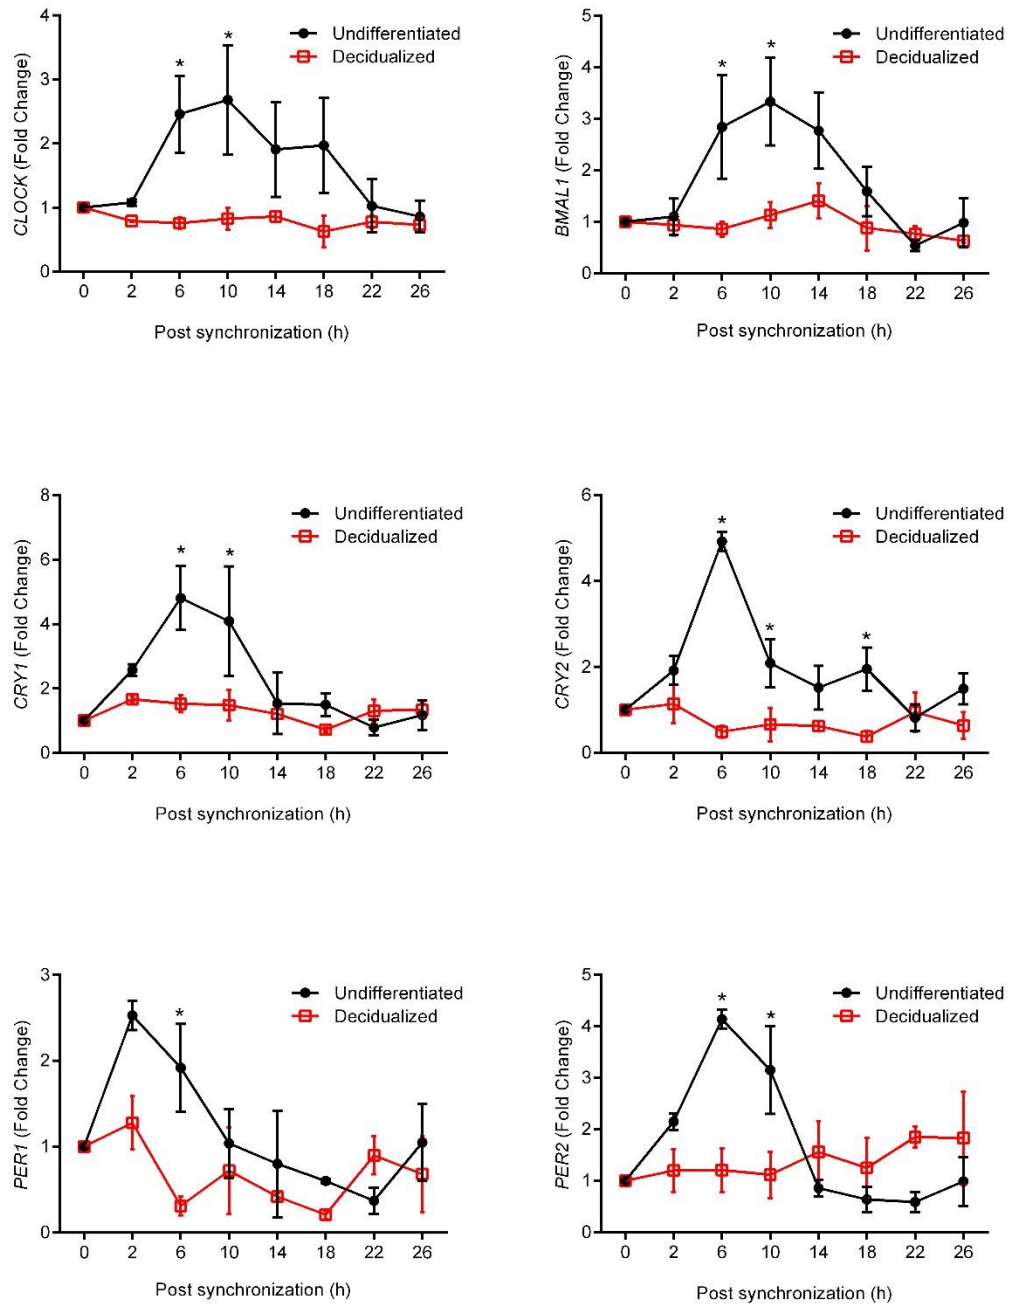 4
3
2
1
0
CLOCK (Fold Change)
Undifferentiated
Decidualized
*
*
0 2 6 10 14 18 22 26
Post synchronization (h)
5
4
3
2
1
0
BMAL1 (Fold Change)
Undifferentiated
Decidualized
*
*
0 2 6 10 14 18 22 26
Post synchronization (h)
8
6
4
2
0
CRY1 (Fold Change)
Undifferentiated
Decidualized
*
*
0 2 6 10 14 18 22 26
Post synchronization (h)
6
4
2
0
CRY2 (Fold Change)
Undifferentiated
Decidualized
*
*
*
0 2 6 10 14 18 22 26
Post synchronization (h)
3
2
1
0
PER1 (Fold Change)
Undifferentiated
Decidualized
*
0 2 6 10 14 18 22 26
Post synchronization (h)
5
4
3
2
1
0
PER2 (Fold Change)
Undifferentiated
Decidualized
*
*
0 2 6 10 14 18 22 26
Post synchronization (h)